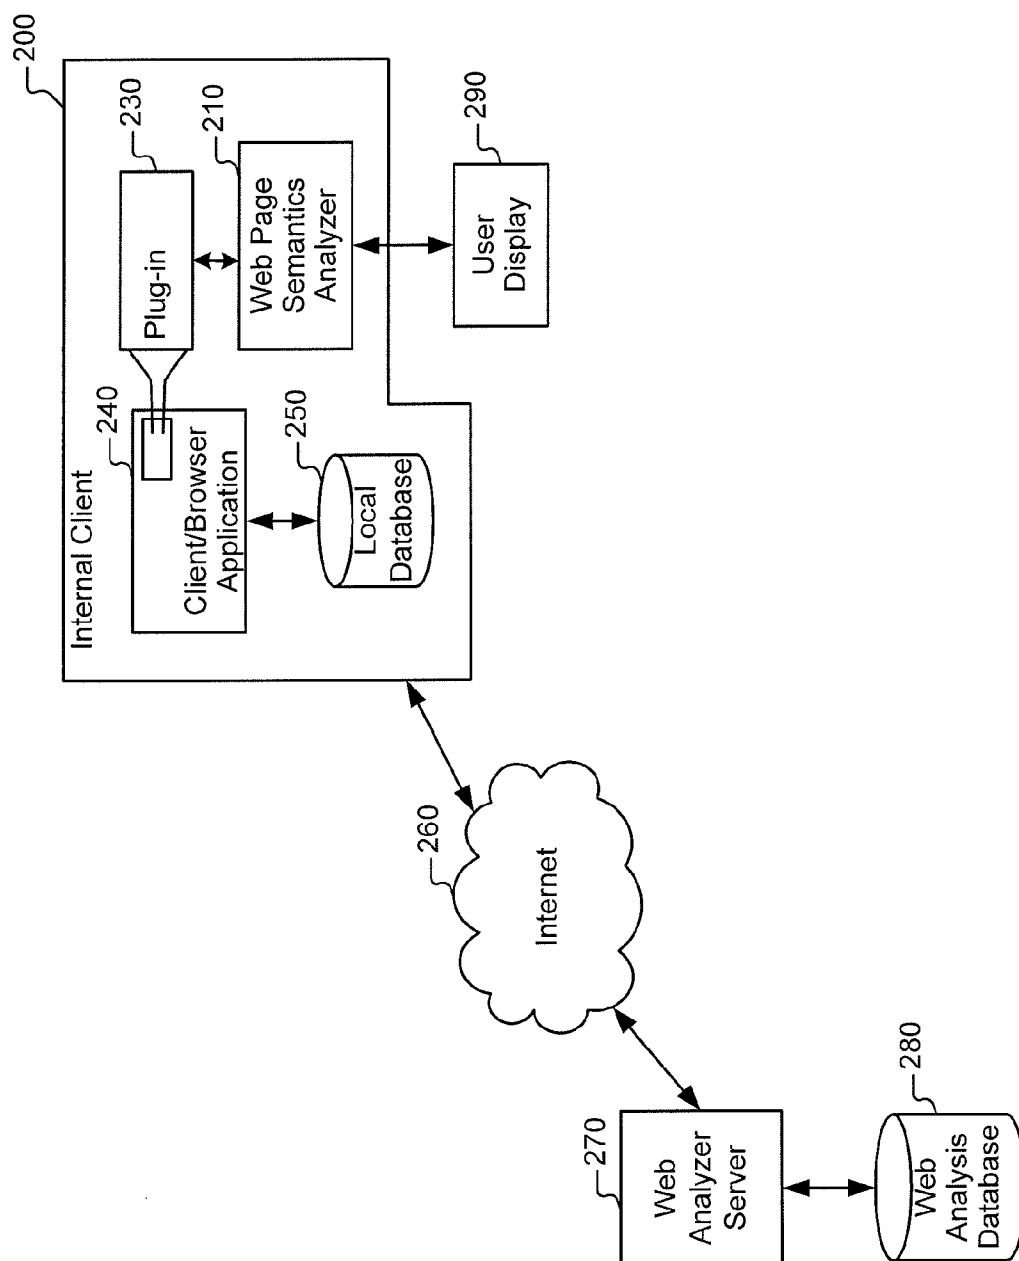 200
Internal Client
240
Client/Browser
Application
230
Plug-in
210
Web Page
Semantics
Analyzer
250
Local
Database
290
User
Display
260
Internet
270
Web
Analyzer
Server
280
Web
Analysis
Database